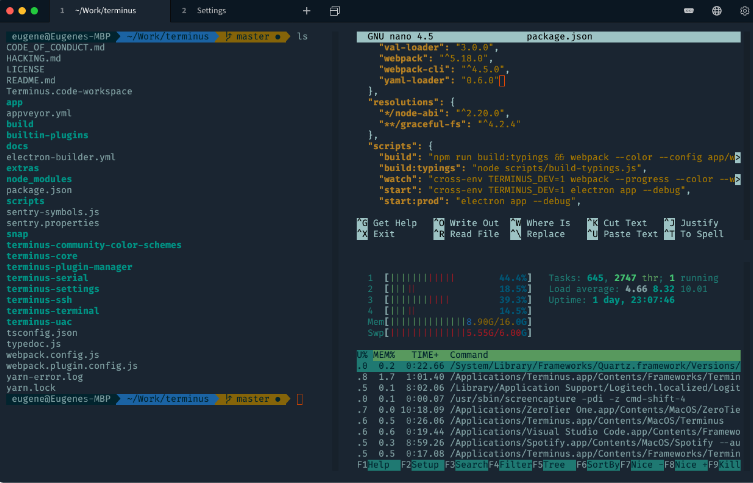 1 ~/Work/terminus
2 Settings
eugene@Eugenes-MBP ~/Work/terminus master ● ls
CODE_OF_CONDUCT.md
HACKING.md
LICENSE
README.md
Terminus.code-workspace
app
appveyor.yml
build
builtin-plugins
docs
electron-builder.yml
extras
node_modules
package.json
scripts
sentry-symbols.js
sentry.properties
snap
terminus-community-color-schemes
terminus-core
terminus-plugin-manager
terminus-serial
terminus-settings
terminus-ssh
terminus-terminal
terminus-uac
tsconfig.json
typedoc.js
webpack.config.js
webpack.plugin.config.js
yarn-error.log
yarn.lock
eugene@Eugenes-MBP ~/Work/terminus master ●
GNU nano 4.5 package.json
"val-loader": "3.0.0",
"webpack": "^5.18.0",
"webpack-cli": "^4.5.0",
"yaml-loader": "0.6.0"
},
"resolutions": {
"*/node-abi": "^2.20.0",
"**/graceful-fs": "^4.2.4"
},
"scripts": {
"build": "npm run build:typings && webpack --color --config app/w>
"build:typings": "node scripts/build-typings.js",
"watch": "cross-env TERMINUS_DEV=1 webpack --progress --color --w>
"start": "cross-env TERMINUS_DEV=1 electron app --debug",
"start:prod": "electron app --debug",
^G Get Help ^O Write Out ^W Where Is ^K Cut Text ^J Justify
^X Exit ^R Read File ^\ Replace ^U Paste Text ^T To Spell
1 [||||||||||||| 44.4%] Tasks: 645, 2747 thr; 1 running
2 [||||| 18.5%] Load average: 4.66 8.32 10.01
3 [|||||||||||| 39.3%] Uptime: 1 day, 23:07:46
4 [||||| 14.5%]
Mem[|||||||||||||||8.90G/16.0G]
Swp[|||||||||||||||5.55G/6.00G]
U% MEM% TIME+ Command
.0 0.2 0:22.66 /System/Library/Frameworks/Quartz.framework/Versions/
.8 1.7 1:01.40 /Applications/Terminus.app/Contents/Frameworks/Termin
.5 0.1 8:02.06 /Library/Application Support/Logitech.localized/Logit
.0 0.1 0:00.07 /usr/sbin/screencapture -pdi -z cmd-shift-4
.7 0.0 10:18.09 /Applications/ZeroTier One.app/Contents/MacOS/ZeroTie
.6 0.5 0:26.05 /Applications/Terminus.app/Contents/MacOS/Terminus
.0 0.6 0:19.44 /Applications/Visual Studio Code.app/Contents/Framewo
.5 0.3 8:59.26 /Applications/Spotify.app/Contents/MacOS/Spotify --au
.5 0.5 0:17.08 /Applications/Terminus.app/Contents/Frameworks/Termin
F1Help F2Setup F3SearchF4FilterF5Tree F6SortByF7Nice -F8Nice +F9Kill